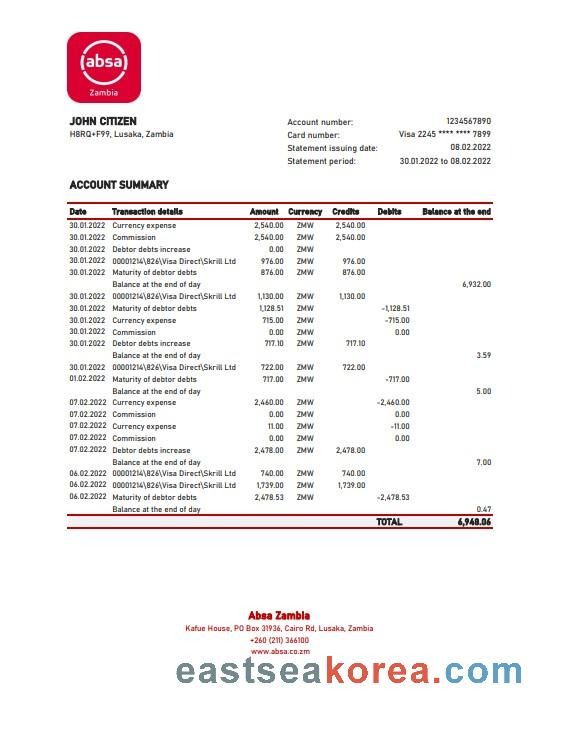 absa
Zambia
JOHN CITIZEN
H8RQ+F99, Lusaka, Zambia
Account number: 1234567890
Card number: Visa 2245 **** **** 7899
Statement issuing date: 08.02.2022
Statement period: 30.01.2022 to 08.02.2022
ACCOUNT SUMMARY
Date Transaction details Amount Currency Credits Debits Balance at the end
30.01.2022 Currency expense 2,540.00 ZMW 2,540.00
30.01.2022 Commission 2,540.00 ZMW 2,540.00
30.01.2022 Debtor debts increase 0.00 ZMW
30.01.2022 00001214\826\Visa Direct\Skrill Ltd 976.00 ZMW 976.00
30.01.2022 Maturity of debtor debts 876.00 ZMW 876.00
Balance at the end of day 6,932.00
30.01.2022 00001214\826\Visa Direct\Skrill Ltd 1,130.00 ZMW 1,130.00
30.01.2022 Maturity of debtor debts 1,128.51 ZMW -1,128.51
30.01.2022 Currency expense 715.00 ZMW -715.00
30.01.2022 Commission 0.00 ZMW 0.00
30.01.2022 Debtor debts increase 717.10 ZMW 717.10
Balance at the end of day 3.59
30.01.2022 00001214\826\Visa Direct\Skrill Ltd 722.00 ZMW 722.00
01.02.2022 Maturity of debtor debts 717.00 ZMW -717.00
Balance at the end of day 5.00
07.02.2022 Currency expense 2,460.00 ZMW -2,460.00
07.02.2022 Commission 0.00 ZMW 0.00
07.02.2022 Currency expense 11.00 ZMW -11.00
07.02.2022 Commission 0.00 ZMW 0.00
07.02.2022 Debtor debts increase 2,478.00 ZMW 2,478.00
Balance at the end of day 7.00
06.02.2022 00001214\826\Visa Direct\Skrill Ltd 740.00 ZMW 740.00
06.02.2022 00001214\826\Visa Direct\Skrill Ltd 1,739.00 ZMW 1,739.00
06.02.2022 Maturity of debtor debts 2,478.53 ZMW -2,478.53
Balance at the end of day 0.47
TOTAL 6,948.06
Absa Zambia
Kafue House, PO Box 31936, Cairo Rd, Lusaka, Zambia
+260 (211) 366100
www.absa.co.zm
eastseakorea.com